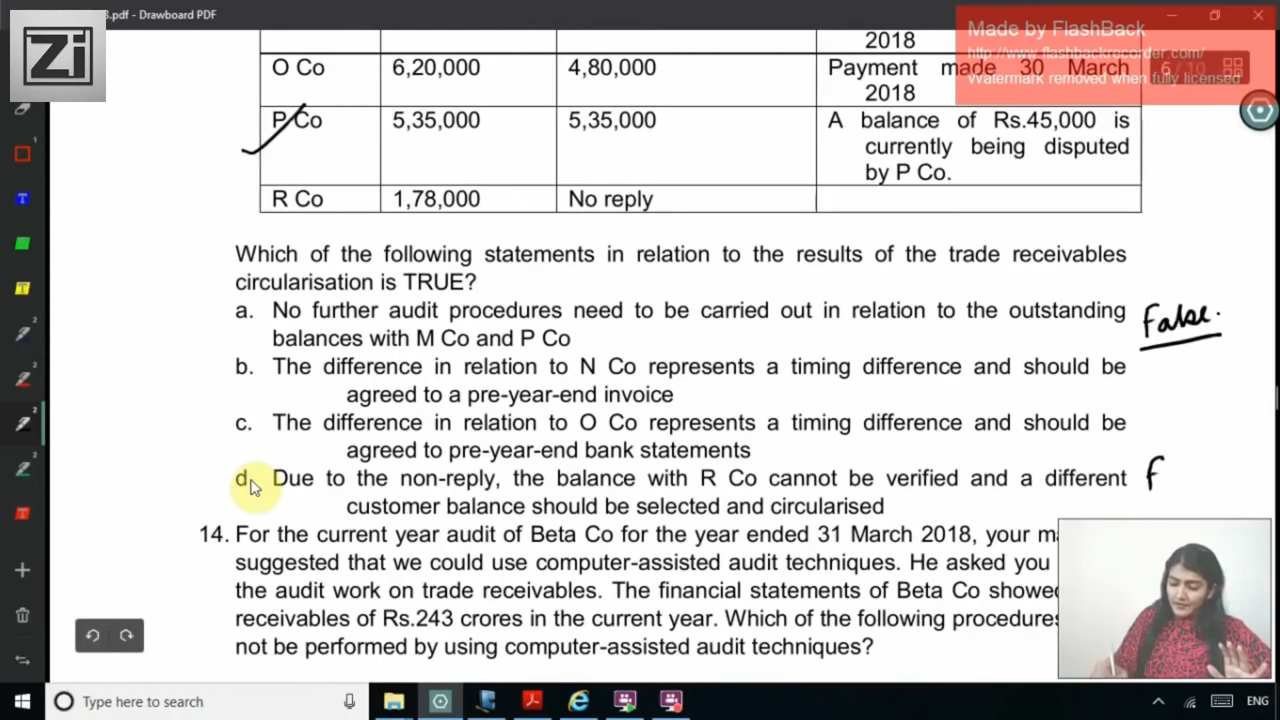 8.pdf - Drawboard PDF
Zi
Made by FlashBack
http://www.flashbackrecorder.com/
Watermark removed when fully licensed
6 / 10
2018
O Co 6,20,000 4,80,000 Payment made 30 March
2018
P Co 5,35,000 5,35,000 A balance of Rs.45,000 is
currently being disputed
by P Co.
R Co 1,78,000 No reply
Which of the following statements in relation to the results of the trade receivables
circularisation is TRUE?
a. No further audit procedures need to be carried out in relation to the outstanding
balances with M Co and P Co
False.
b. The difference in relation to N Co represents a timing difference and should be
agreed to a pre-year-end invoice
c. The difference in relation to O Co represents a timing difference and should be
agreed to pre-year-end bank statements
d. Due to the non-reply, the balance with R Co cannot be verified and a different
customer balance should be selected and circularised
F
14. For the current year audit of Beta Co for the year ended 31 March 2018, your
suggested that we could use computer-assisted audit techniques. He asked you
the audit work on trade receivables. The financial statements of Beta Co
receivables of Rs.243 crores in the current year. Which of the following procedures
not be performed by using computer-assisted audit techniques?
Type here to search
ENG